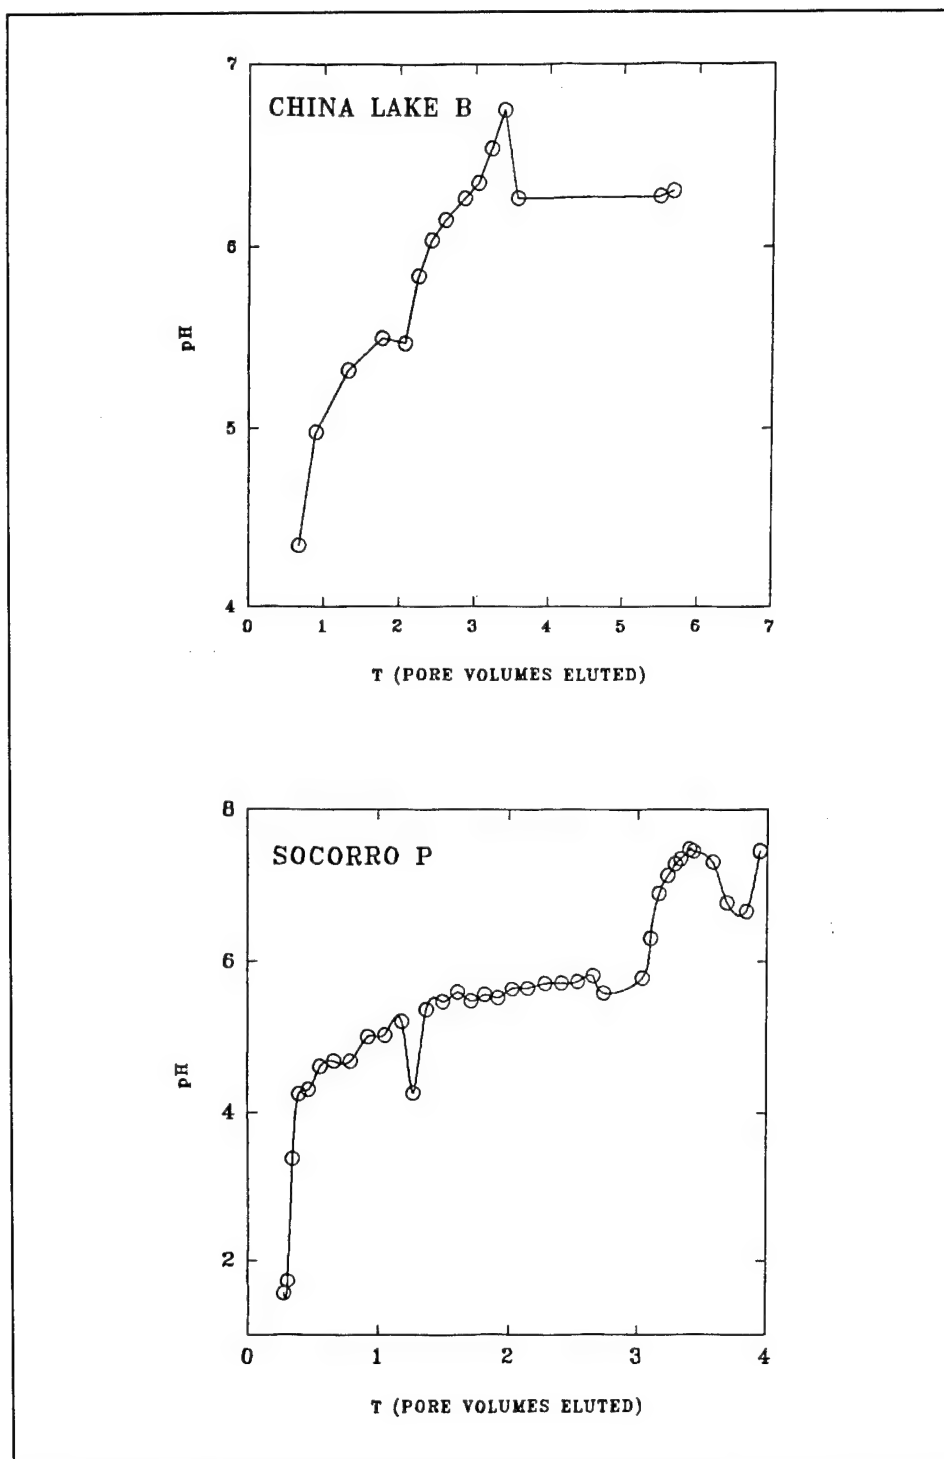 7
CHINA LAKE B
6
pH
5
4
0 1 2 3 4 5 6 7
T (PORE VOLUMES ELUTED)
8
SOCORRO P
6
pH
4
2
0 1 2 3 4
T (PORE VOLUMES ELUTED)